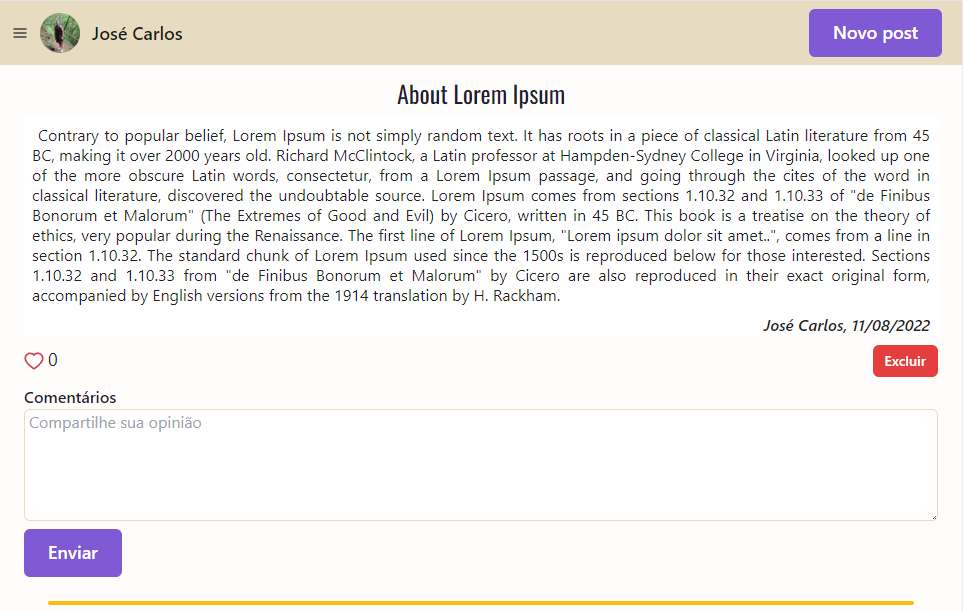 José Carlos
Novo post
About Lorem Ipsum
Contrary to popular belief, Lorem Ipsum is not simply random text. It has roots in a piece of classical Latin literature from 45
BC, making it over 2000 years old. Richard McClintock, a Latin professor at Hampden-Sydney College in Virginia, looked up one
of the more obscure Latin words, consectetur, from a Lorem Ipsum passage, and going through the cites of the word in
classical literature, discovered the undoubtable source. Lorem Ipsum comes from sections 1.10.32 and 1.10.33 of "de Finibus
Bonorum et Malorum" (The Extremes of Good and Evil) by Cicero, written in 45 BC. This book is a treatise on the theory of
ethics, very popular during the Renaissance. The first line of Lorem Ipsum, "Lorem ipsum dolor sit amet..", comes from a line in
section 1.10.32. The standard chunk of Lorem Ipsum used since the 1500s is reproduced below for those interested. Sections
1.10.32 and 1.10.33 from "de Finibus Bonorum et Malorum" by Cicero are also reproduced in their exact original form,
accompanied by English versions from the 1914 translation by H. Rackham.
José Carlos, 11/08/2022
0
Excluir
Comentários
Compartilhe sua opinião
Enviar